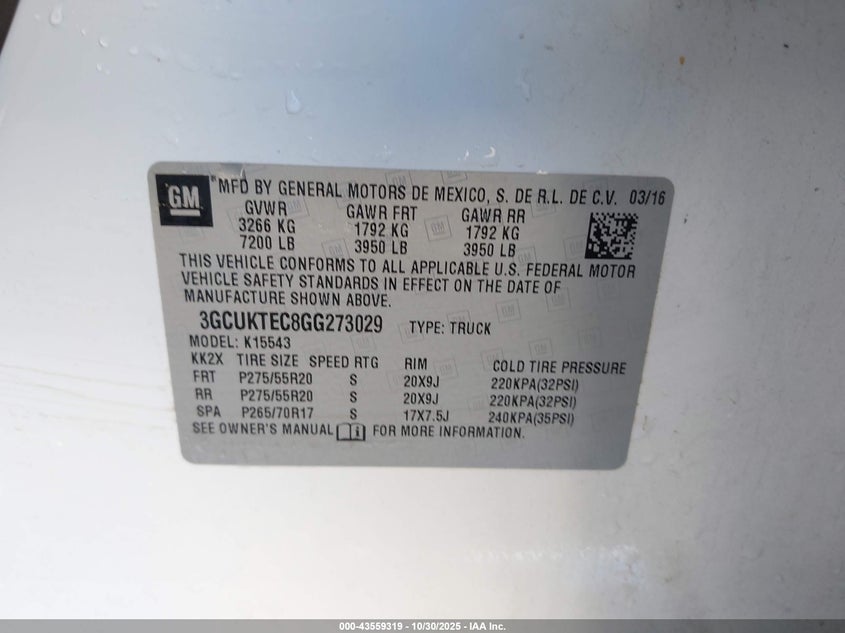 GM
® MFD BY GENERAL MOTORS DE MEXICO, S. DE R.L. DE C.V. 03/16
GVWR GAWR FRT GAWR RR
3266 KG 1792 KG 1792 KG
7200 LB 3950 LB 3950 LB
THIS VEHICLE CONFORMS TO ALL APPLICABLE U.S. FEDERAL MOTOR
VEHICLE SAFETY STANDARDS IN EFFECT ON THE DATE OF
MANUFACTURE SHOWN ABOVE.
3GCUKTEC8GG273029 TYPE: TRUCK
MODEL: K15543
KK2X TIRE SIZE SPEED RTG RIM COLD TIRE PRESSURE
FRT P275/55R20 S 20X9J 220KPA(32PSI)
RR P275/55R20 S 20X9J 220KPA(32PSI)
SPA P265/70R17 S 17X7.5J 240KPA(35PSI)
SEE OWNER'S MANUAL FOR MORE INFORMATION.
000-43559319 - 10/30/2025 - IAA Inc.